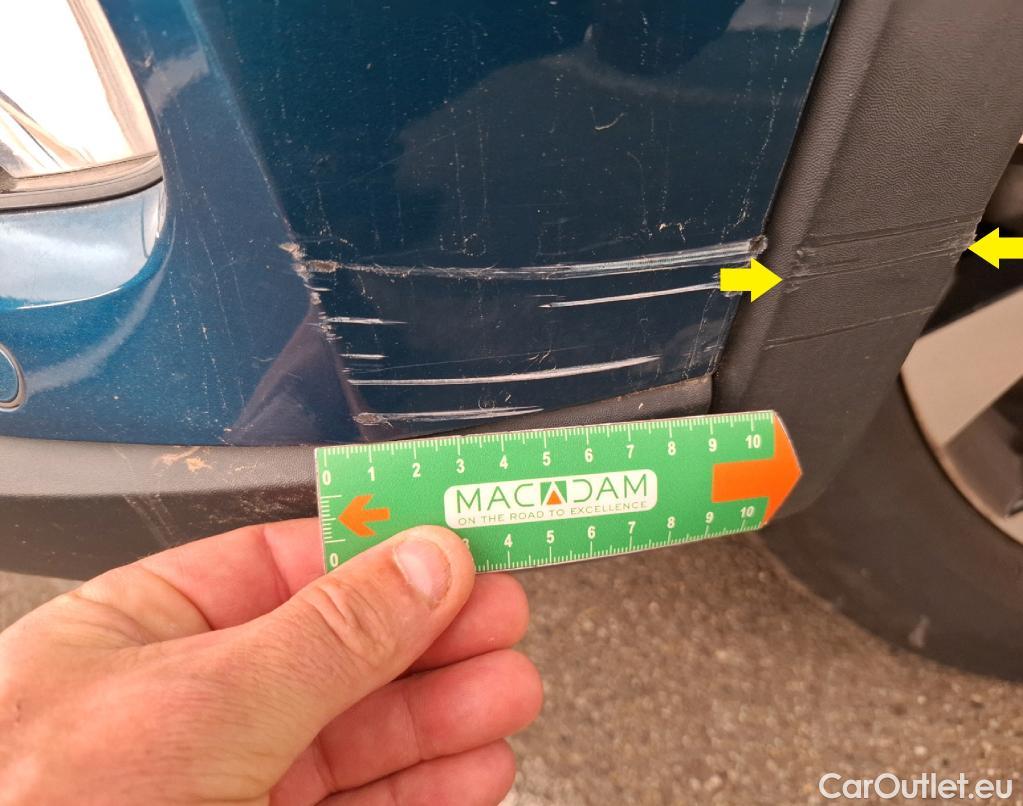 0 1 2 3 4 5 6 7 8 9 10
MACADAM
ON THE ROAD TO EXCELLENCE
0 3 4 5 6 7 8 9 10
CarOutlet.eu